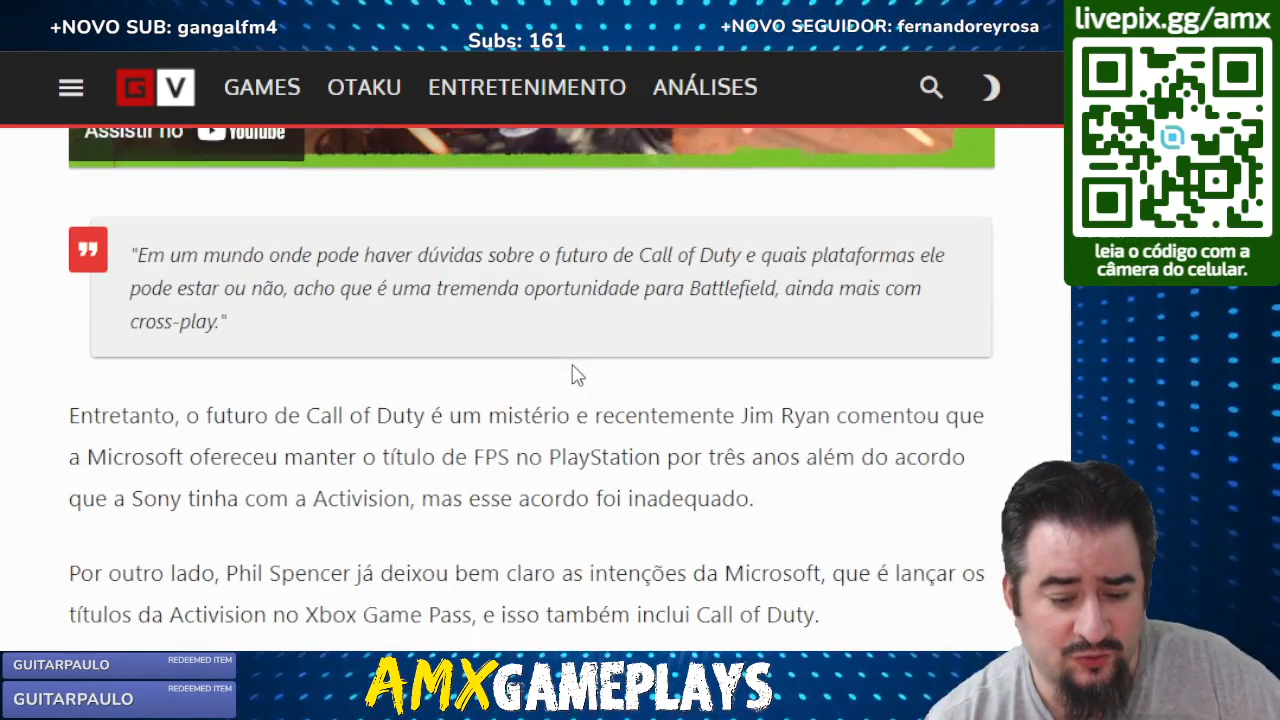 +NOVO SUB: gangalfm4
Subs: 161
+NOVO SEGUIDOR: fernandoreyrosa
livepix.gg/amx
GV
GAMES
OTAKU
ENTRETENIMENTO
ANÁLISES
Assistir no YouTube
leia o código com a
câmera do celular.
"Em um mundo onde pode haver dúvidas sobre o futuro de Call of Duty e quais plataformas ele
pode estar ou não, acho que é uma tremenda oportunidade para Battlefield, ainda mais com
cross-play."
Entretanto, o futuro de Call of Duty é um mistério e recentemente Jim Ryan comentou que
a Microsoft ofereceu manter o título de FPS no PlayStation por três anos além do acordo
que a Sony tinha com a Activision, mas esse acordo foi inadequado.
Por outro lado, Phil Spencer já deixou bem claro as intenções da Microsoft, que é lançar os
títulos da Activision no Xbox Game Pass, e isso também inclui Call of Duty.
GUITARPAULO
REDEEMED ITEM
GUITARPAULO
REDEEMED ITEM
AMXGAMEPLAYS